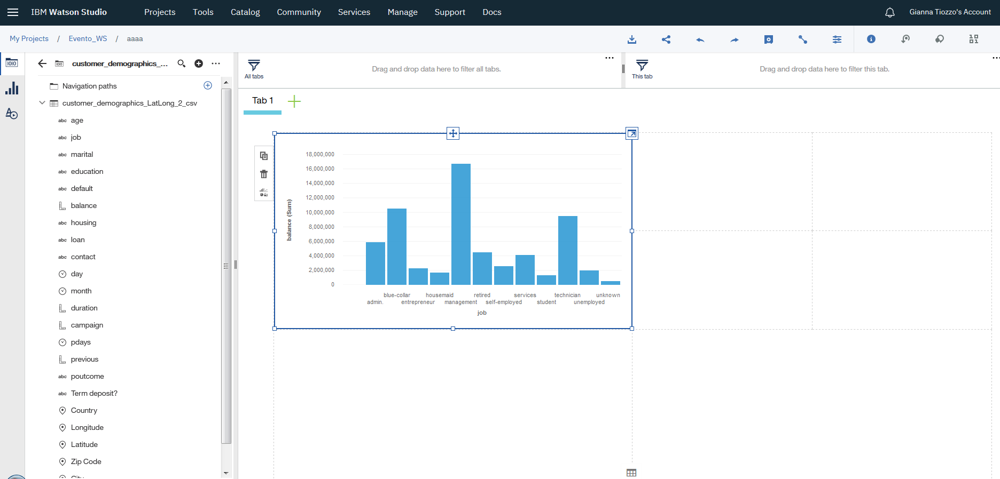 IBM Watson Studio
Projects
Tools
Catalog
Community
Services
Manage
Support
Docs
Gianna Tiozzo's Account
My Projects / Evento_WS / aaaa
customer_demographics_...
Navigation paths
customer_demographics_LatLong_2_csv
abc age
abc job
abc marital
abc education
abc default
balance
abc housing
abc loan
abc contact
day
month
duration
campaign
pdays
previous
abc poutcome
abc Term deposit?
Country
Longitude
Latitude
Zip Code
All tabs
Drag and drop data here to filter all tabs.
This tab
Drag and drop data here to filter this tab.
Tab 1
balance (Sum)
18,000,000
16,000,000
14,000,000
12,000,000
10,000,000
8,000,000
6,000,000
4,000,000
2,000,000
0
blue-collar
housemaid
retired
services
technician
unknown
admin.
entrepreneur
management
self-employed
student
unemployed
job